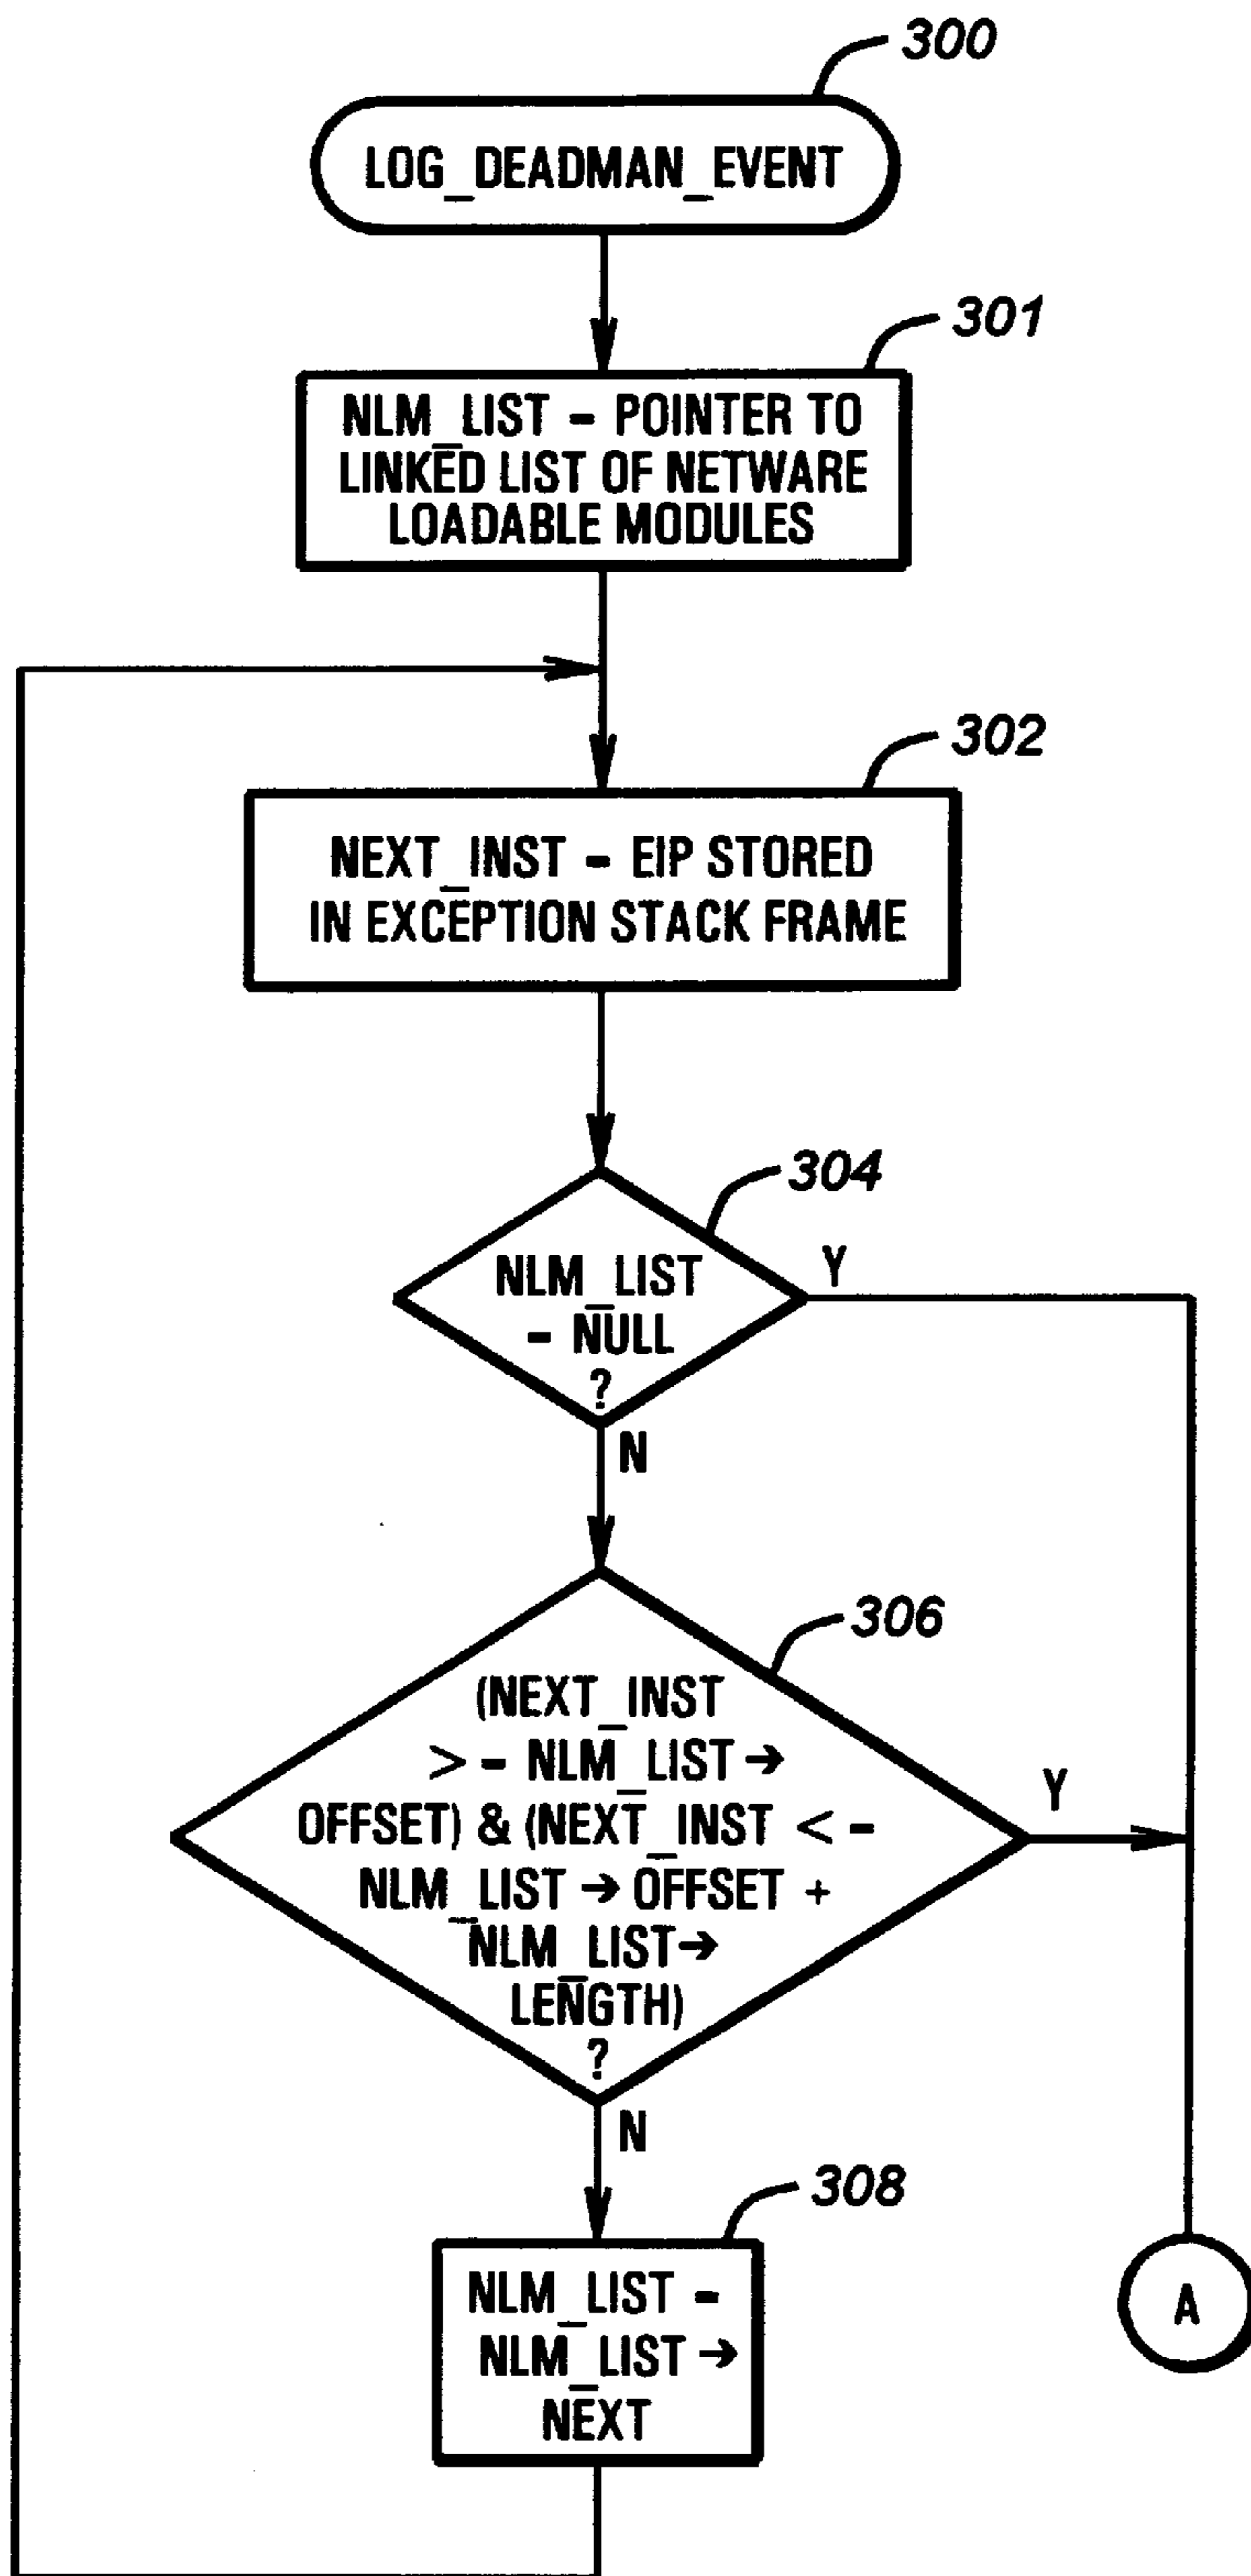 300
LOG_DEADMAN_EVENT
301
NLM_LIST - POINTER TO
LINKED LIST OF NETWARE
LOADABLE MODULES
302
NEXT_INST - EIP STORED
IN EXCEPTION STACK FRAME
304
NLM_LIST
- NULL
?
Y
N
306
(NEXT_INST
> - NLM_LIST →
OFFSET) & (NEXT_INST < -
NLM_LIST → OFFSET +
NLM_LIST →
LENGTH)
?
Y
N
308
NLM_LIST -
NLM_LIST →
NEXT
A